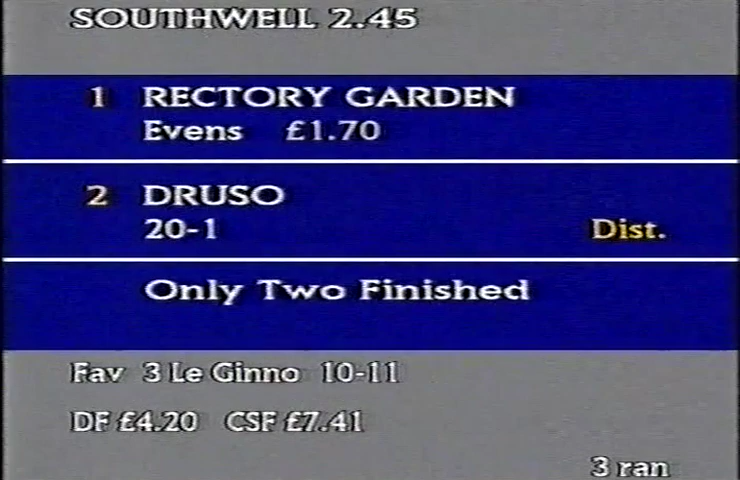 SOUTHWELL 2.45
1 RECTORY GARDEN
Evens £1.70
2 DRUSO
20-1 Dist.
Only Two Finished
Fav 3 Le Ginno 10-11
DF £4.20 CSF £7.41
3 ran